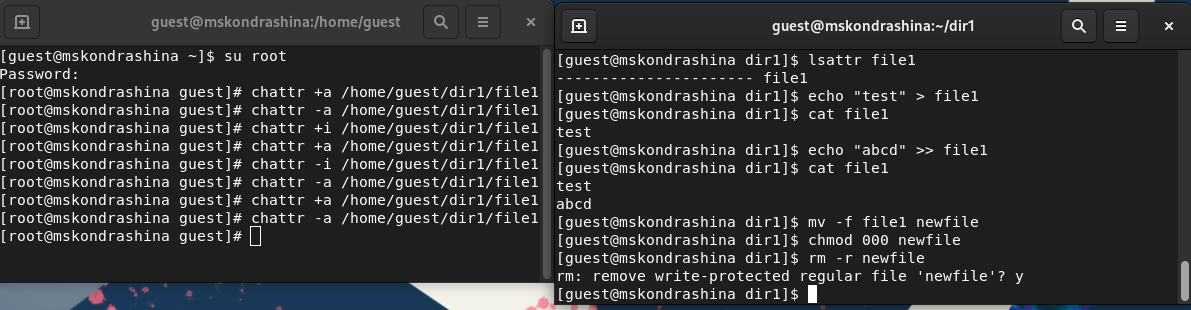 guest@mskondrashina:/home/guest
[guest@mskondrashina ~]$ su root
Password:
[root@mskondrashina guest]# chattr +a /home/guest/dir1/file1
[root@mskondrashina guest]# chattr -a /home/guest/dir1/file1
[root@mskondrashina guest]# chattr +i /home/guest/dir1/file1
[root@mskondrashina guest]# chattr +a /home/guest/dir1/file1
[root@mskondrashina guest]# chattr -i /home/guest/dir1/file1
[root@mskondrashina guest]# chattr -a /home/guest/dir1/file1
[root@mskondrashina guest]# chattr +a /home/guest/dir1/file1
[root@mskondrashina guest]# chattr -a /home/guest/dir1/file1
[root@mskondrashina guest]#
guest@mskondrashina:~/dir1
[guest@mskondrashina dir1]$ lsattr file1
---------------------- file1
[guest@mskondrashina dir1]$ echo "test" > file1
[guest@mskondrashina dir1]$ cat file1
test
[guest@mskondrashina dir1]$ echo "abcd" >> file1
[guest@mskondrashina dir1]$ cat file1
test
abcd
[guest@mskondrashina dir1]$ mv -f file1 newfile
[guest@mskondrashina dir1]$ chmod 000 newfile
[guest@mskondrashina dir1]$ rm -r newfile
rm: remove write-protected regular file 'newfile'? y
[guest@mskondrashina dir1]$